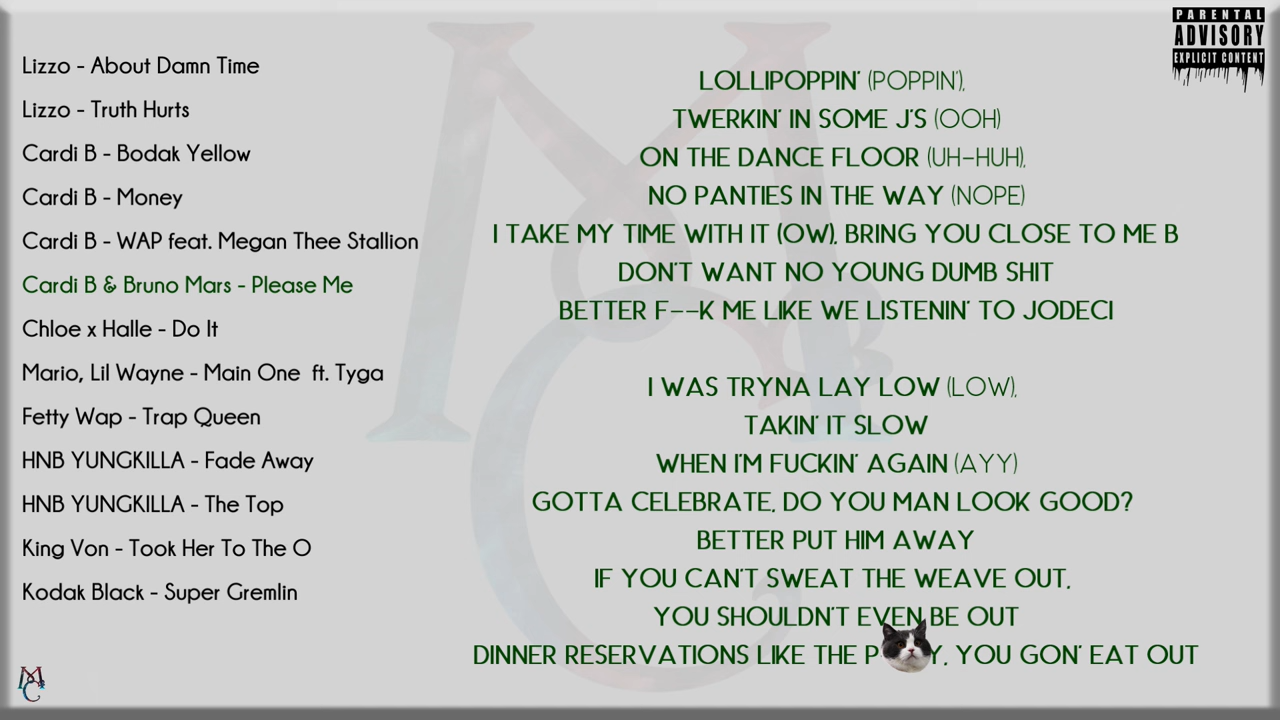 PARENTAL
ADVISORY
EXPLICIT CONTENT
Lizzo - About Damn Time
Lizzo - Truth Hurts
Cardi B - Bodak Yellow
Cardi B - Money
Cardi B - WAP feat. Megan Thee Stallion
Cardi B & Bruno Mars - Please Me
Chloe x Halle - Do It
Mario, Lil Wayne - Main One ft. Tyga
Fetty Wap - Trap Queen
HNB YUNGKILLA - Fade Away
HNB YUNGKILLA - The Top
King Von - Took Her To The O
Kodak Black - Super Gremlin
LOLLIPOPPIN' (POPPIN'),
TWERKIN' IN SOME J'S (OOH)
ON THE DANCE FLOOR (UH-HUH),
NO PANTIES IN THE WAY (NOPE)
I TAKE MY TIME WITH IT (OW), BRING YOU CLOSE TO ME B
DON'T WANT NO YOUNG DUMB SHIT
BETTER F--K ME LIKE WE LISTENIN' TO JODECI
I WAS TRYNA LAY LOW (LOW),
TAKIN' IT SLOW
WHEN I'M FUCKIN' AGAIN (AYY)
GOTTA CELEBRATE, DO YOU MAN LOOK GOOD?
BETTER PUT HIM AWAY
IF YOU CAN'T SWEAT THE WEAVE OUT,
YOU SHOULDN'T EVEN BE OUT
DINNER RESERVATIONS LIKE THE P Y, YOU GON' EAT OUT
MC